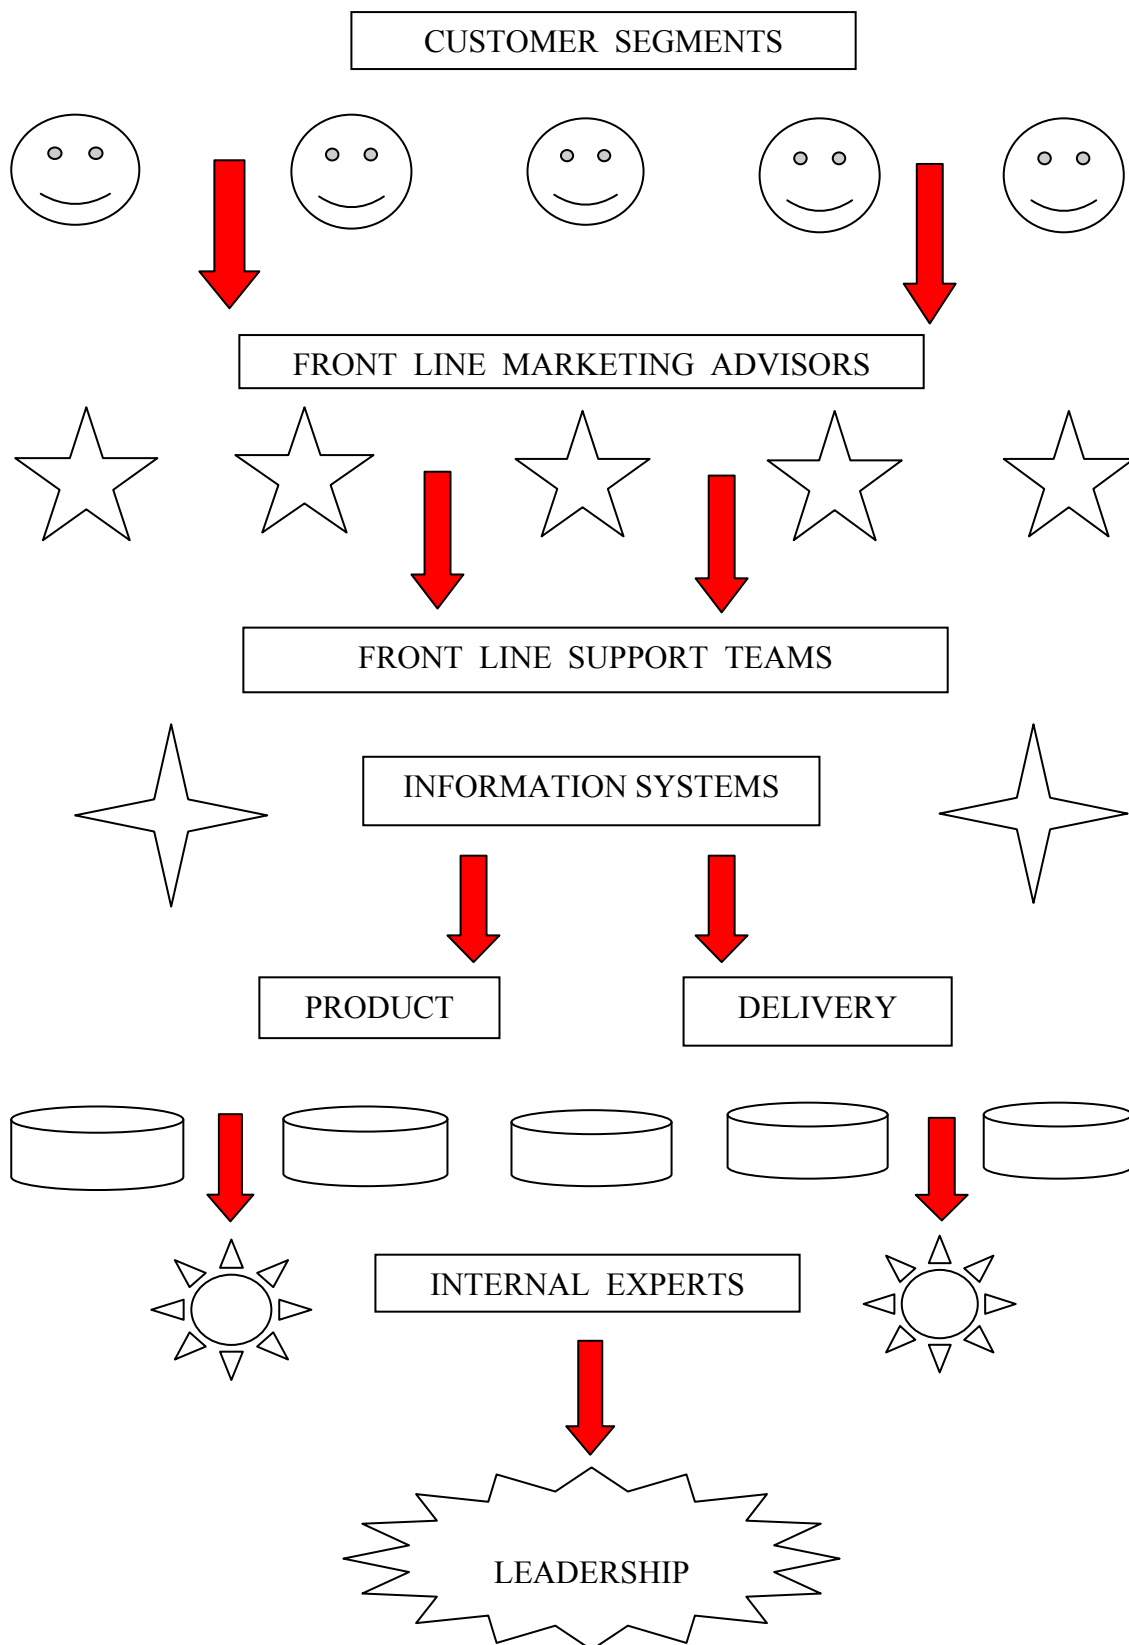 CUSTOMER SEGMENTS
FRONT LINE MARKETING ADVISORS
FRONT LINE SUPPORT TEAMS
INFORMATION SYSTEMS
PRODUCT
DELIVERY
INTERNAL EXPERTS
LEADERSHIP